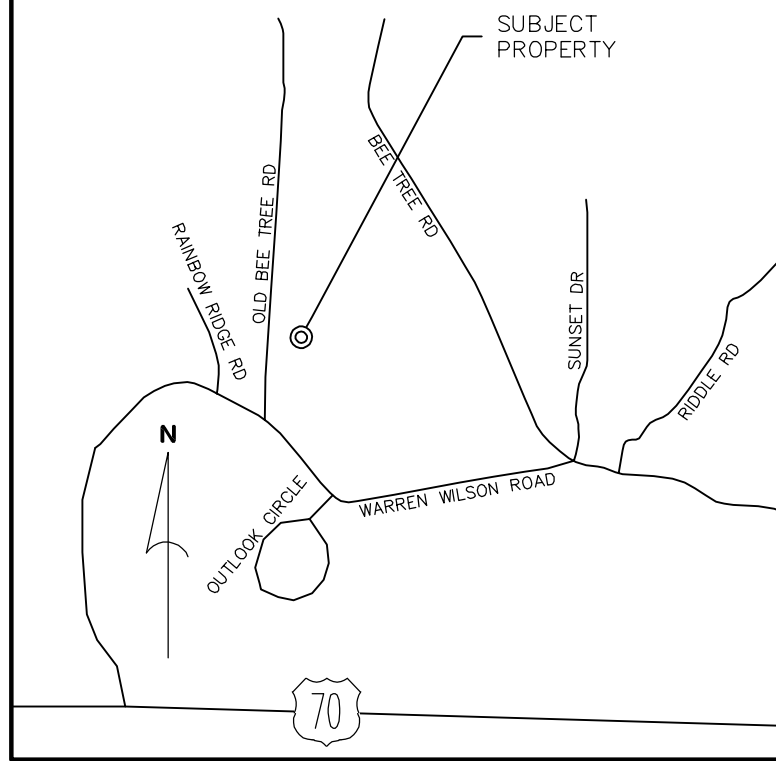 SUBJECT
PROPERTY
BEE TREE RD
OLD BEE TREE RD
RAINBOW RIDGE RD
SUNSET DR
RIDDLE RD
N
WARREN WILSON ROAD
OUTLOOK CIRCLE
70